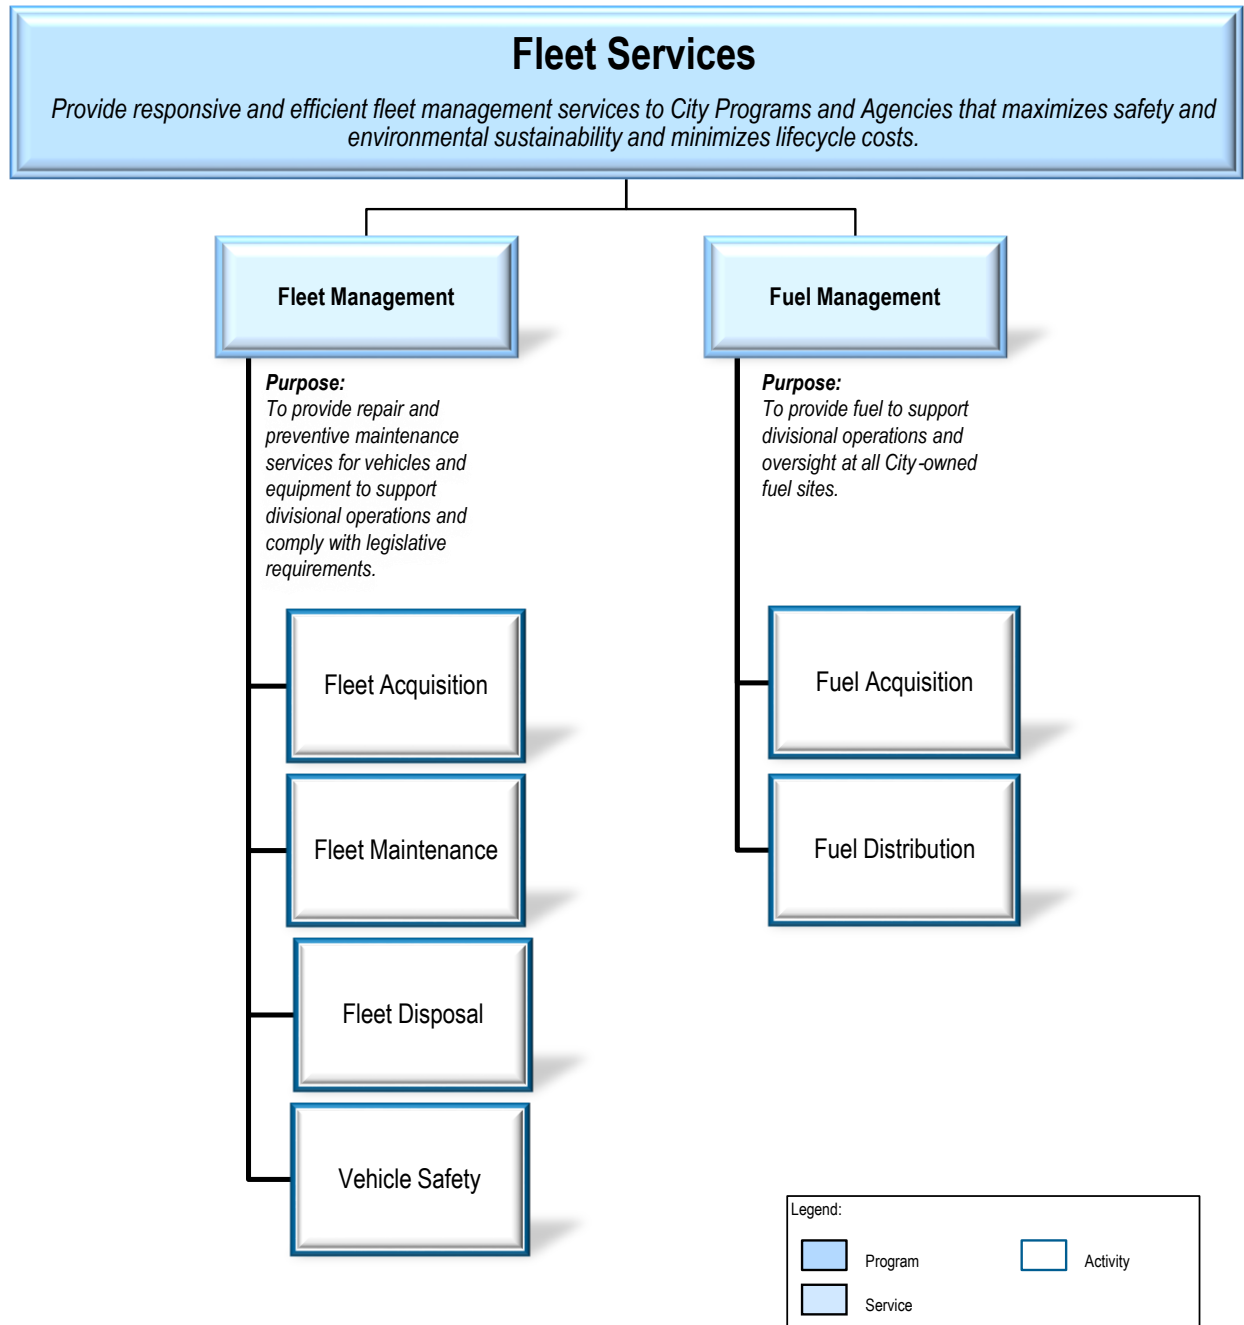 Fleet Services
Provide responsive and efficient fleet management services to City Programs and Agencies that maximizes safety and
environmental sustainability and minimizes lifecycle costs.
Fleet Management
Purpose:
To provide repair and
preventive maintenance
services for vehicles and
equipment to support
divisional operations and
comply with legislative
requirements.
Fleet Acquisition
Fleet Maintenance
Fleet Disposal
Vehicle Safety
Fuel Management
Purpose:
To provide fuel to support
divisional operations and
oversight at all City-owned
fuel sites.
Fuel Acquisition
Fuel Distribution
Legend:
Program
Activity
Service